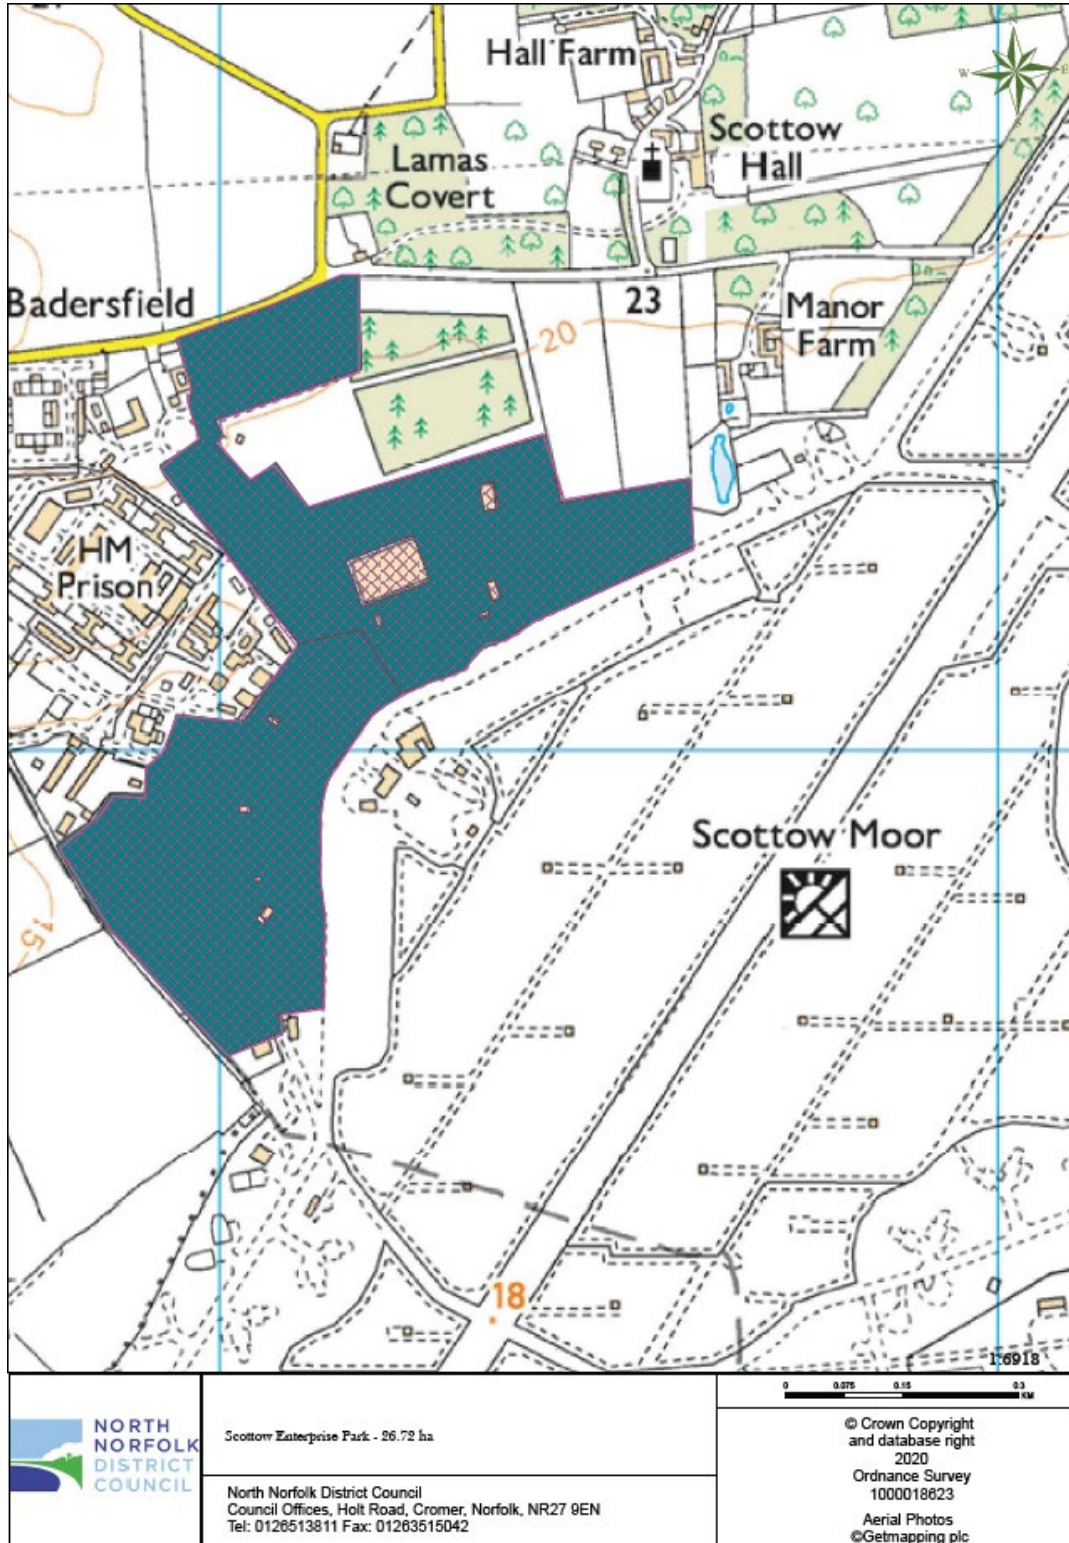 Hall Farm
N
W
E
Scottow
Hall
Lamas
Covert
Badersfield
23
Manor
Farm
20
HM
Prison
Scottow Moor
15
18
1:6918
NORTH
NORFOLK
DISTRICT
COUNCIL
Scottow Enterprise Park - 26.72 ha
North Norfolk District Council
Council Offices, Holt Road, Cromer, Norfolk, NR27 9EN
Tel: 0126513811 Fax: 01263515042
0 0.075 0.15 0.3
KM
© Crown Copyright
and database right
2020
Ordnance Survey
1000018623
Aerial Photos
©Getmapping plc